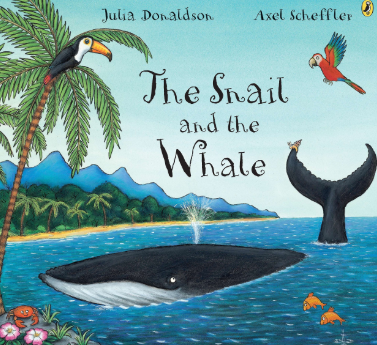 Julia Donaldson Axel Scheffler
The Snail
and the
Whale